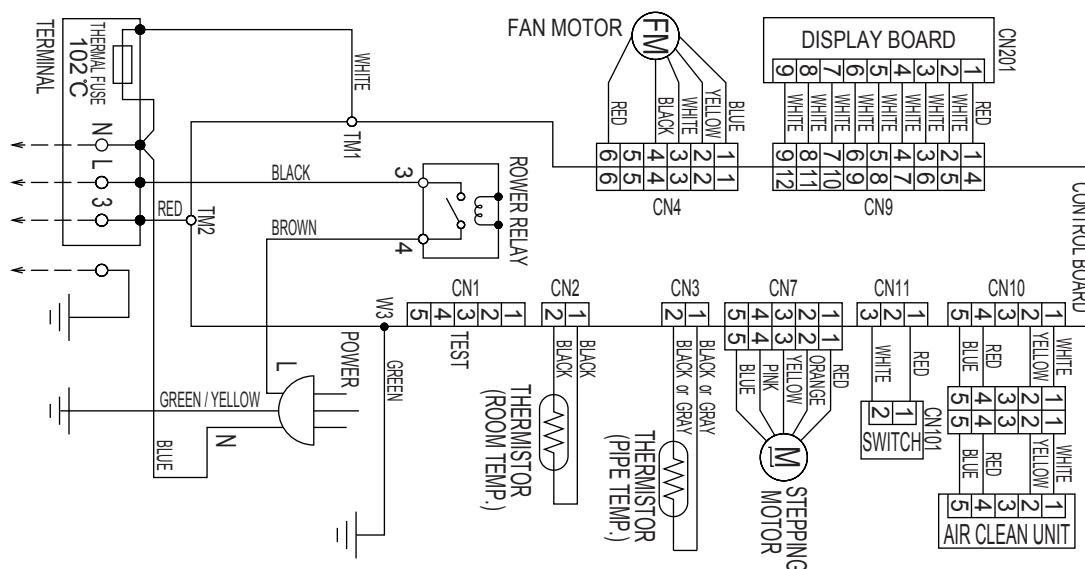 FAN MOTOR
FM
RED
BLACK
WHITE
YELLOW
BLUE
6 5 4 3 2 1
6 5 4 3 2 1
CN4
DISPLAY BOARD
CN201
9 8 7 6 5 4 3 2 1
WHITE
WHITE
WHITE
WHITE
WHITE
WHITE
WHITE
WHITE
RED
9 8 7 6 5 4 3 2 1
12 11 10 9 8 7 6 5 4
CN9
CONTROL BOARD
TERMINAL
THERMAL FUSE
102℃
N
L
3
WHITE
TM1
BLACK
RED
TM2
BROWN
3
4
ROWER RELAY
W3
GREEN
POWER
L
GREEN / YELLOW
N
BLUE
CN1
5 4 3 2 1
TEST
CN2
2 1
BLACK
BLACK
THERMISTOR
(ROOM TEMP.)
CN3
2 1
BLACK or GRAY
BLACK or GRAY
THERMISTOR
(PIPE TEMP.)
CN7
5 4 3 2 1
5 4 3 2 1
BLUE
PINK
YELLOW
ORANGE
RED
M
STEPPING
MOTOR
CN11
3 2 1
WHITE
RED
2 1
SWITCH
CN101
CN10
5 4 3 2 1
BLUE
RED
YELLOW
WHITE
5 4 3 2 1
5 4 3 2 1
BLUE
RED
YELLOW
WHITE
5 4 3 2 1
AIR CLEAN UNIT